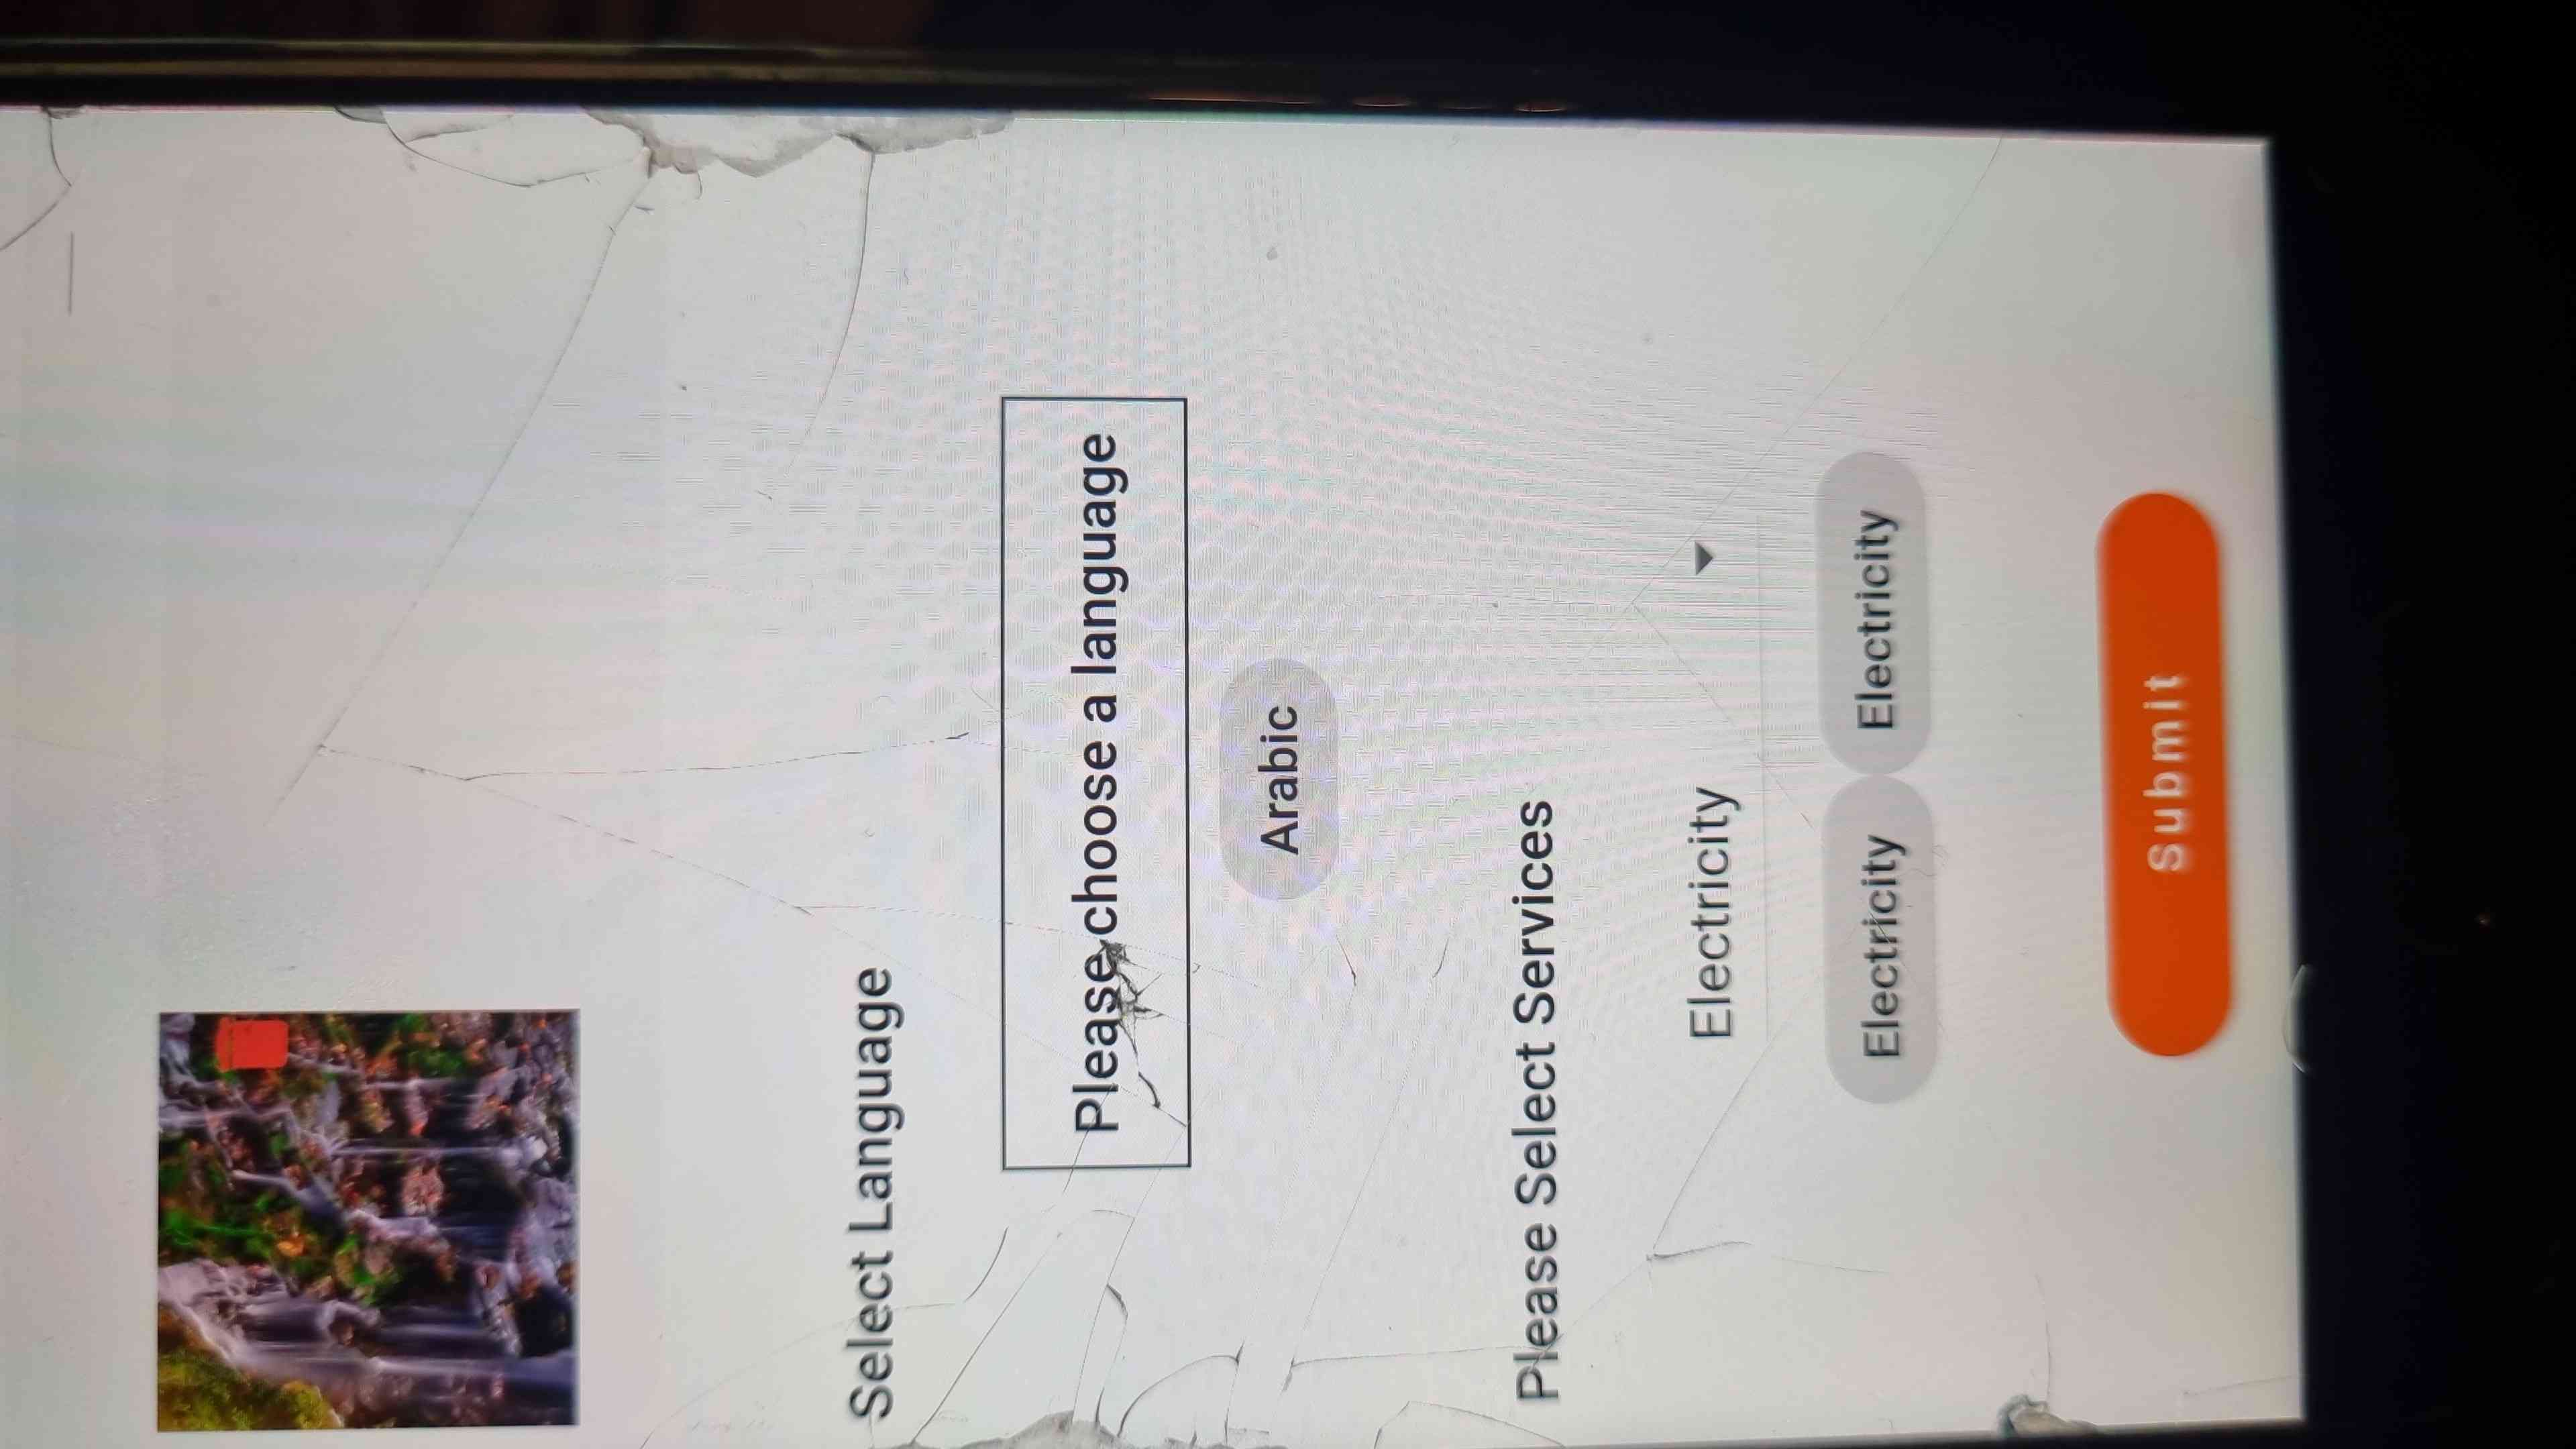 Select Language
Please choose a language
Arabic
Please Select Services
Electricity
Electricity Electricity
Submit